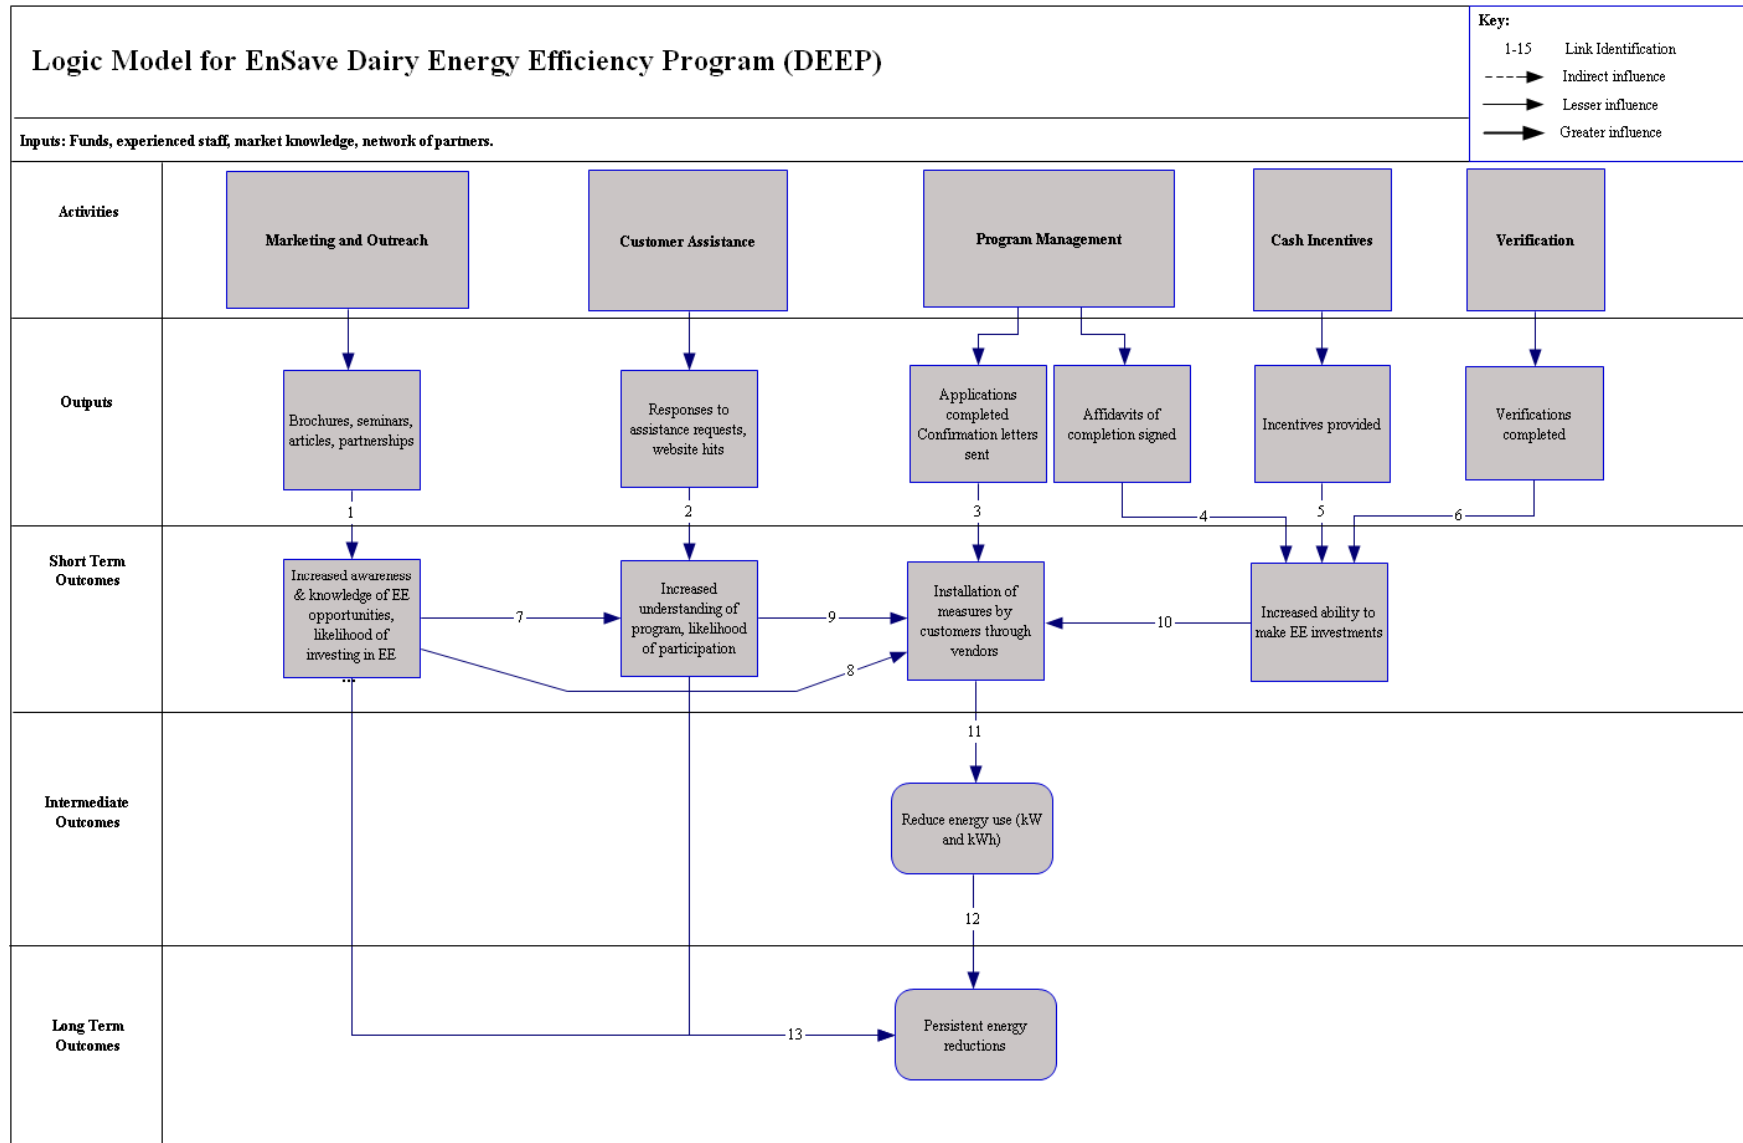 Logic Model for EnSave Dairy Energy Efficiency Program (DEEP)
Key:
1-15 Link Identification
Indirect influence
Lesser influence
Greater influence
Inputs: Funds, experienced staff, market knowledge, network of partners.
Activities
Marketing and Outreach
Customer Assistance
Program Management
Cash Incentives
Verification
Outputs
Brochures, seminars,
articles, partnerships
Responses to
assistance requests,
website hits
Applications
completed
Confirmation letters
sent
Affidavits of
completion signed
Incentives provided
Verifications
completed
1
2
3
4
5
6
Short Term
Outcomes
Increased awareness
& knowledge of EE
opportunities,
likelihood of
investing in EE
...
7
Increased
understanding of
program, likelihood
of participation
9
8
Installation of
measures by
customers through
vendors
10
Increased ability to
make EE investments
11
Intermediate
Outcomes
Reduce energy use (kW
and kWh)
12
Long Term
Outcomes
13
Persistent energy
reductions